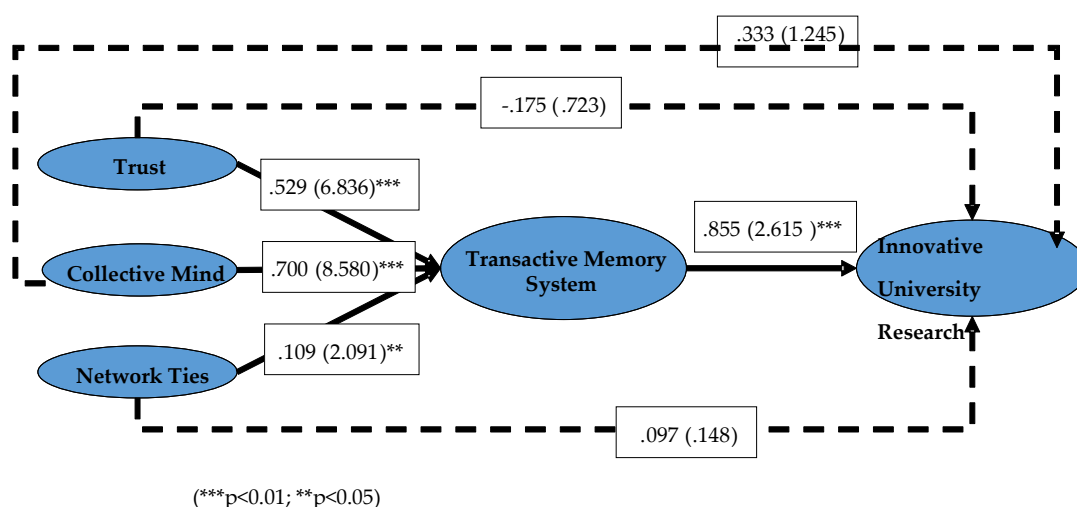 .333 (1.245)
-.175 (.723)
Trust
.529 (6.836)***
.855 (2.615 )***
Collective Mind
.700 (8.580)***
Transactive Memory
System
Innovative
University
Research
.109 (2.091)**
Network Ties
.097 (.148)
(***p<0.01; **p<0.05)